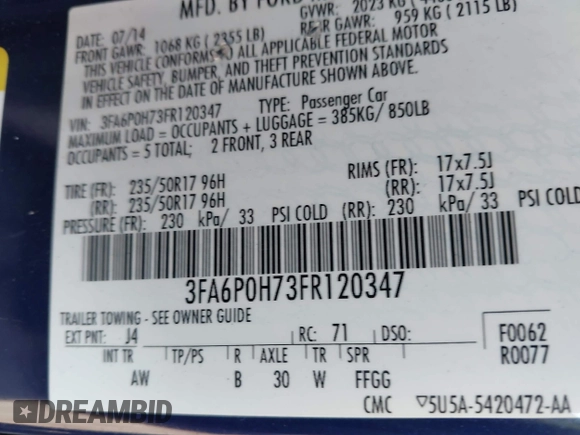 MFD. BY FORD
DATE: 07/14 GVWR: 2023 KG
FRONT GAWR: 1068 KG (2355 LB) REAR GAWR: 959 KG (2115 LB)
THIS VEHICLE CONFORMS TO ALL APPLICABLE FEDERAL MOTOR
VEHICLE SAFETY, BUMPER, AND THEFT PREVENTION STANDARDS
IN EFFECT ON THE DATE OF MANUFACTURE SHOWN ABOVE.
VIN: 3FA6P0H73FR120347 TYPE: Passenger Car
MAXIMUM LOAD = OCCUPANTS + LUGGAGE = 385KG/ 850LB
OCCUPANTS = 5 TOTAL; 2 FRONT, 3 REAR
TIRE (FR): 235/50R17 96H RIMS (FR): 17x7.5J
(RR): 235/50R17 96H (RR): 17x7.5J
PRESSURE (FR): 230 kPa/ 33 PSI COLD (RR): 230 kPa/ 33 PSI COLD
3FA6P0H73FR120347
TRAILER TOWING - SEE OWNER GUIDE
EXT PNT: J4 RC: 71 DSO: F0062
INT TR TP/PS R AXLE TR SPR R0077
AW B 30 W FFGG
CMC ▽5U5A-5420472-AA
DREAMBID